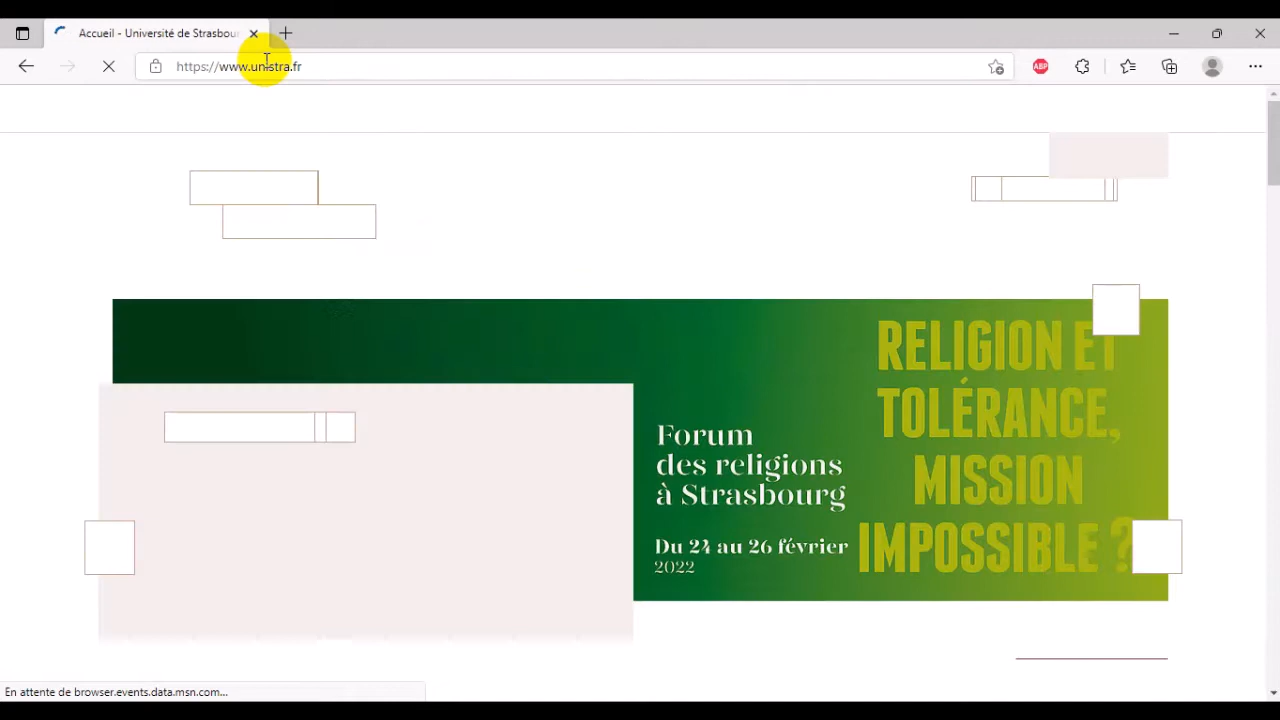 Accueil - Université de Strasbou
https://www.unistra.fr
ABP
RELIGION ET
TOLÉRANCE,
MISSION
IMPOSSIBLE ?
Forum
des religions
à Strasbourg
Du 24 au 26 février
2022
En attente de browser.events.data.msn.com...